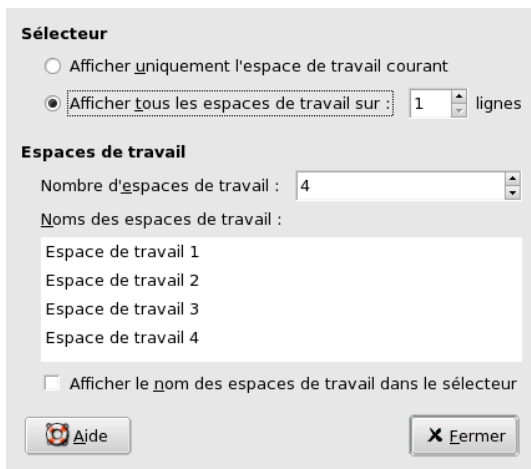 Sélecteur
Afficher uniquement l'espace de travail courant
Afficher tous les espaces de travail sur : 1 lignes
Espaces de travail
Nombre d'espaces de travail : 4
Noms des espaces de travail :
Espace de travail 1
Espace de travail 2
Espace de travail 3
Espace de travail 4
Afficher le nom des espaces de travail dans le sélecteur
Aide Fermer